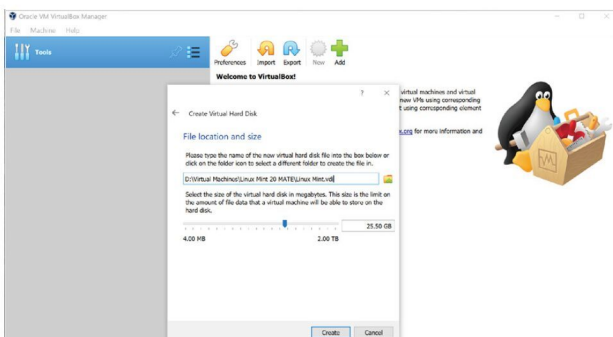 Oracle VM VirtualBox Manager
File Machine Help
Tools
Preferences Import Export New Add
Welcome to VirtualBox!
virtual machines and virtual
new VMs using corresponding
t using corresponding element
x.org for more information and
? ×
← Create Virtual Hard Disk
File location and size
Please type the name of the new virtual hard disk file into the box below or
click on the folder icon to select a different folder to create the file in.
D:\Virtual Machines\Linux Mint 20 MATE\Linux Mint.vdi
Select the size of the virtual hard disk in megabytes. This size is the limit on
the amount of file data that a virtual machine will be able to store on the
hard disk.
25.50 GB
4.00 MB 2.00 TB
Create Cancel